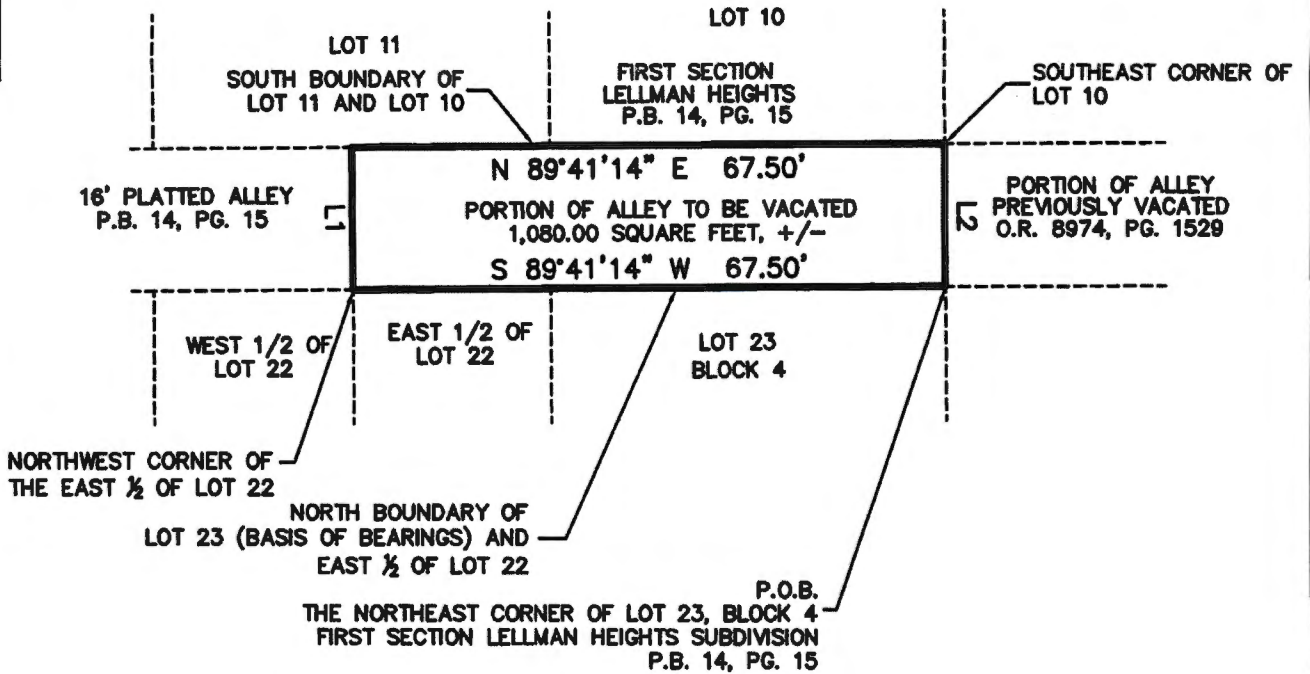 LOT 10
LOT 11
SOUTH BOUNDARY OF
LOT 11 AND LOT 10
FIRST SECTION
LELLMAN HEIGHTS
P.B. 14, PG. 15
SOUTHEAST CORNER OF
LOT 10
16' PLATTED ALLEY
P.B. 14, PG. 15
L1
N 89°41'14" E 67.50'
PORTION OF ALLEY TO BE VACATED
1,080.00 SQUARE FEET, +/-
S 89°41'14" W 67.50'
L2
PORTION OF ALLEY
PREVIOUSLY VACATED
O.R. 8974, PG. 1529
WEST 1/2 OF
LOT 22
EAST 1/2 OF
LOT 22
LOT 23
BLOCK 4
NORTHWEST CORNER OF
THE EAST ½ OF LOT 22
NORTH BOUNDARY OF
LOT 23 (BASIS OF BEARINGS) AND
EAST ½ OF LOT 22
P.O.B.
THE NORTHEAST CORNER OF LOT 23, BLOCK 4
FIRST SECTION LELLMAN HEIGHTS SUBDIVISION
P.B. 14, PG. 15